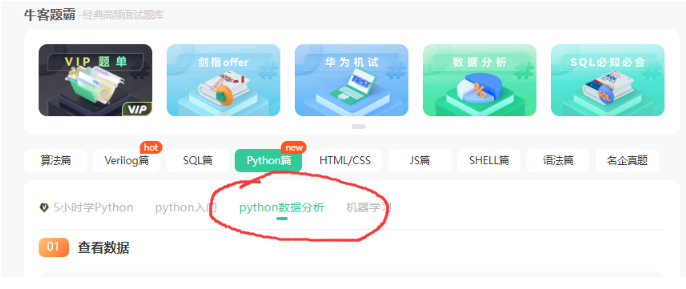 牛客题霸 -经典高频面试题库
VIP 题单 剑指offer 华为机试 数据分析 SQL必知必会
VIP
hot new
算法篇 Verilog篇 SQL篇 Python篇 HTML/CSS JS篇 SHELL篇 语法篇 名企真题
5小时学Python python入门 python数据分析 机器学习
01 查看数据